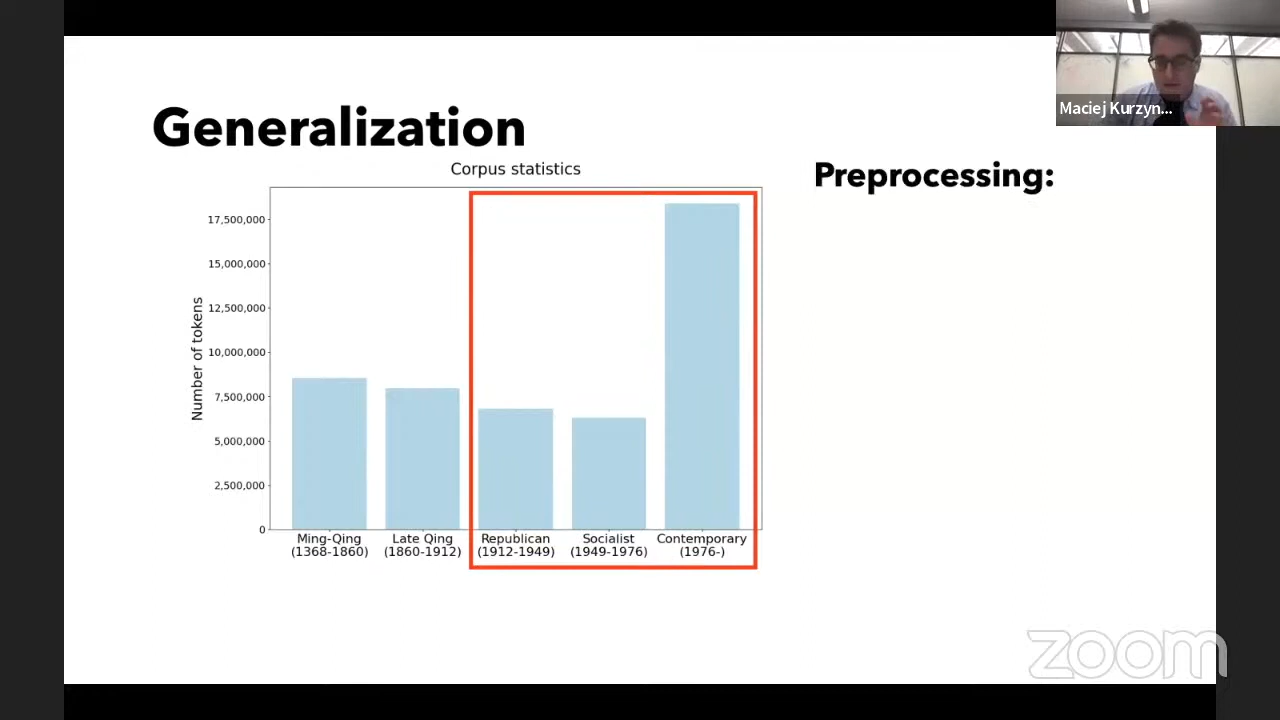 Maciej Kurzyn...
Generalization
Corpus statistics
Preprocessing:
Number of tokens
17,500,000
15,000,000
12,500,000
10,000,000
7,500,000
5,000,000
2,500,000
0
Ming-Qing
(1368-1860)
Late Qing
(1860-1912)
Republican
(1912-1949)
Socialist
(1949-1976)
Contemporary
(1976-)
zoom